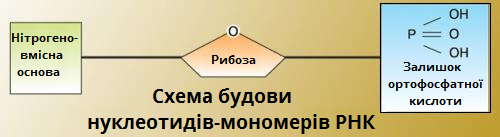 Нітрогено-
вмісна
основа
O
Рибоза
OH
P = O
OH
Залишок
ортофосфатної
кислоти
Схема будови
нуклеотидів-мономерів РНК